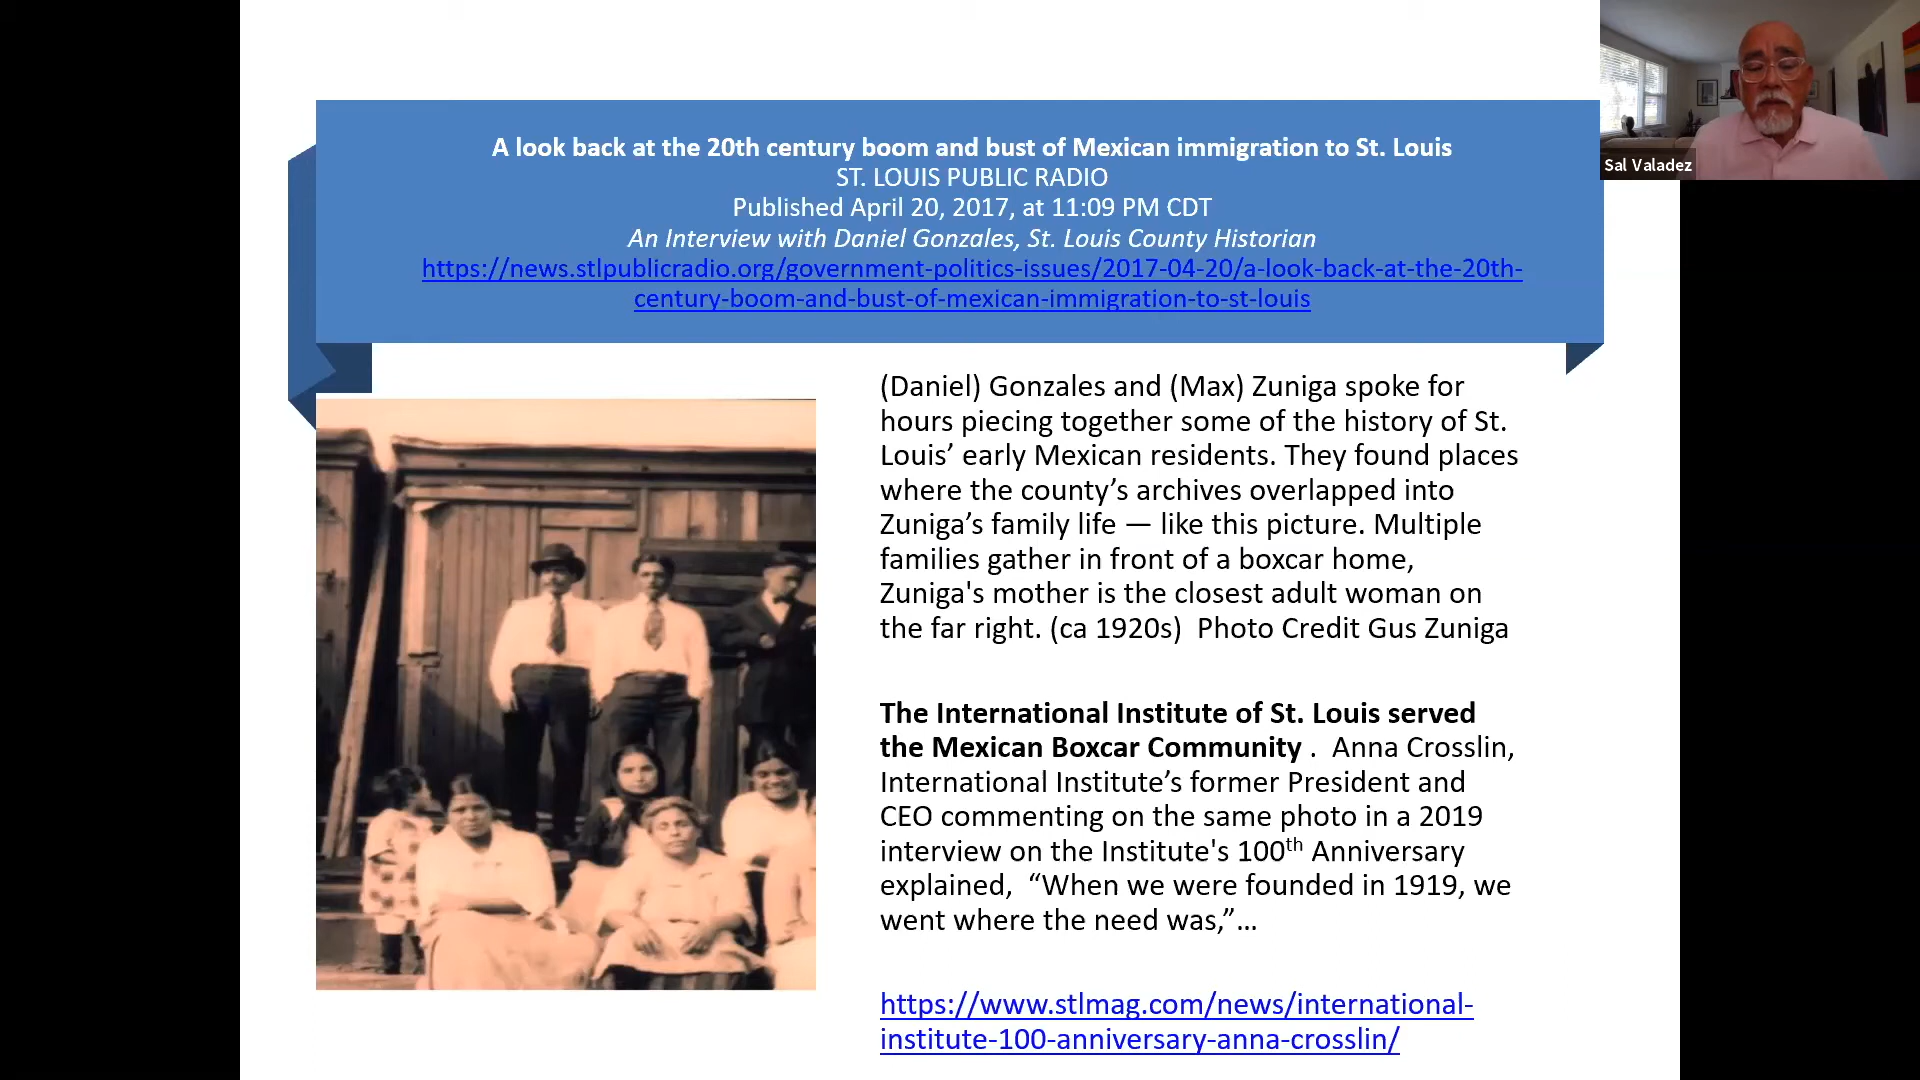 A look back at the 20th century boom and bust of Mexican immigration to St. Louis
ST. LOUIS PUBLIC RADIO
Published April 20, 2017, at 11:09 PM CDT
An Interview with Daniel Gonzales, St. Louis County Historian
https://news.stlpublicradio.org/government-politics-issues/2017-04-20/a-look-back-at-the-20th-
century-boom-and-bust-of-mexican-immigration-to-st-louis
Sal Valadez
(Daniel) Gonzales and (Max) Zuniga spoke for
hours piecing together some of the history of St.
Louis’ early Mexican residents. They found places
where the county’s archives overlapped into
Zuniga’s family life — like this picture. Multiple
families gather in front of a boxcar home,
Zuniga's mother is the closest adult woman on
the far right. (ca 1920s)  Photo Credit Gus Zuniga
The International Institute of St. Louis served
the Mexican Boxcar Community .  Anna Crosslin,
International Institute’s former President and
CEO commenting on the same photo in a 2019
interview on the Institute's 100th Anniversary
explained,  “When we were founded in 1919, we
went where the need was,”…
https://www.stlmag.com/news/international-
institute-100-anniversary-anna-crosslin/